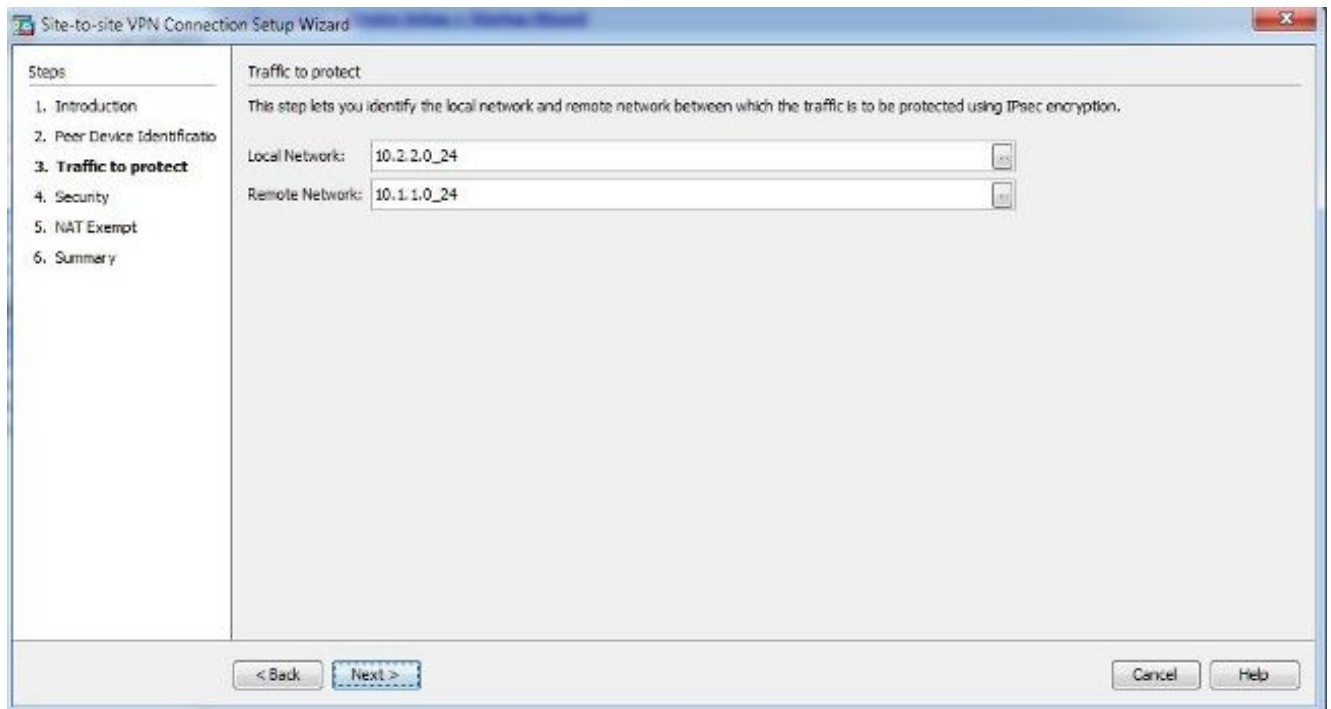 Site-to-site VPN Connection Setup Wizard
Steps
1. Introduction
2. Peer Device Identificatio
3. Traffic to protect
4. Security
5. NAT Exempt
6. Summary
Traffic to protect
This step lets you identify the local network and remote network between which the traffic is to be protected using IPsec encryption.
Local Network: 10.2.2.0_24
Remote Network: 10.1.1.0_24
< Back Next > Cancel Help